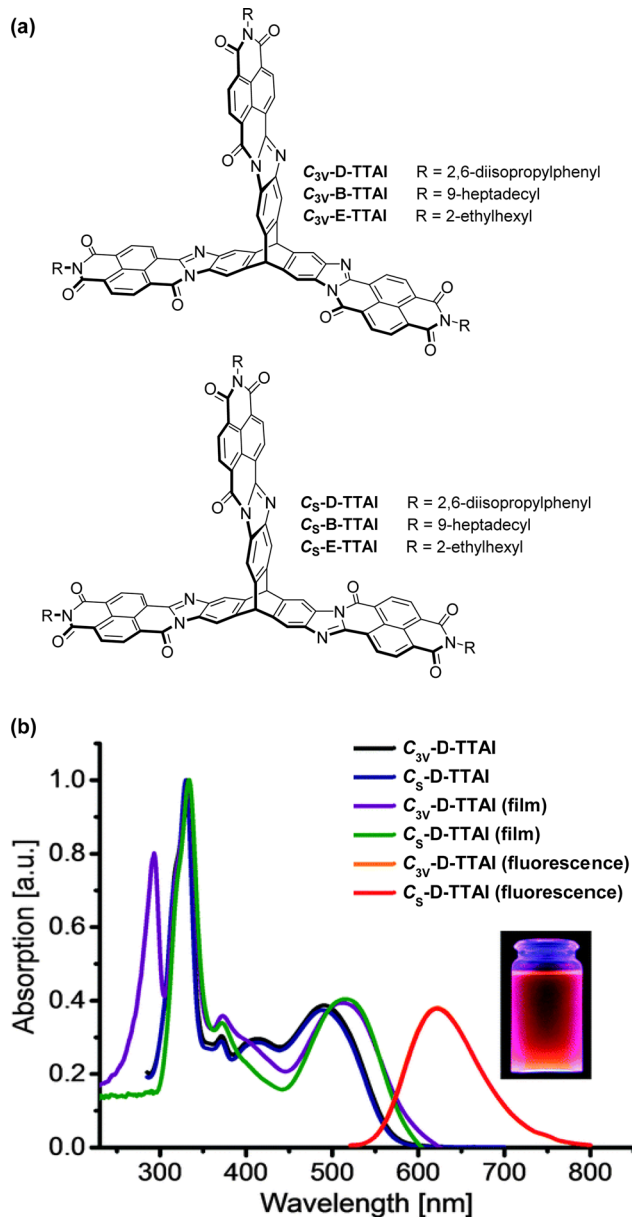 (a)
R
O
N
O
O
N
N
C3V-D-TTAI R = 2,6-diisopropylphenyl
C3V-B-TTAI R = 9-heptadecyl
C3V-E-TTAI R = 2-ethylhexyl
O
N
N
R-N
N
N
O
O
O
O
N
R
O
R
N
O
O
O
N
N
CS-D-TTAI R = 2,6-diisopropylphenyl
CS-B-TTAI R = 9-heptadecyl
CS-E-TTAI R = 2-ethylhexyl
O
N
O
O
R-N
N
N
N
R
O
O
N
O
(b)
C3V-D-TTAI
CS-D-TTAI
C3V-D-TTAI (film)
CS-D-TTAI (film)
C3V-D-TTAI (fluorescence)
CS-D-TTAI (fluorescence)
Absorption [a.u.]
1.0
0.8
0.6
0.4
0.2
0.0
300 400 500 600 700 800
Wavelength [nm]